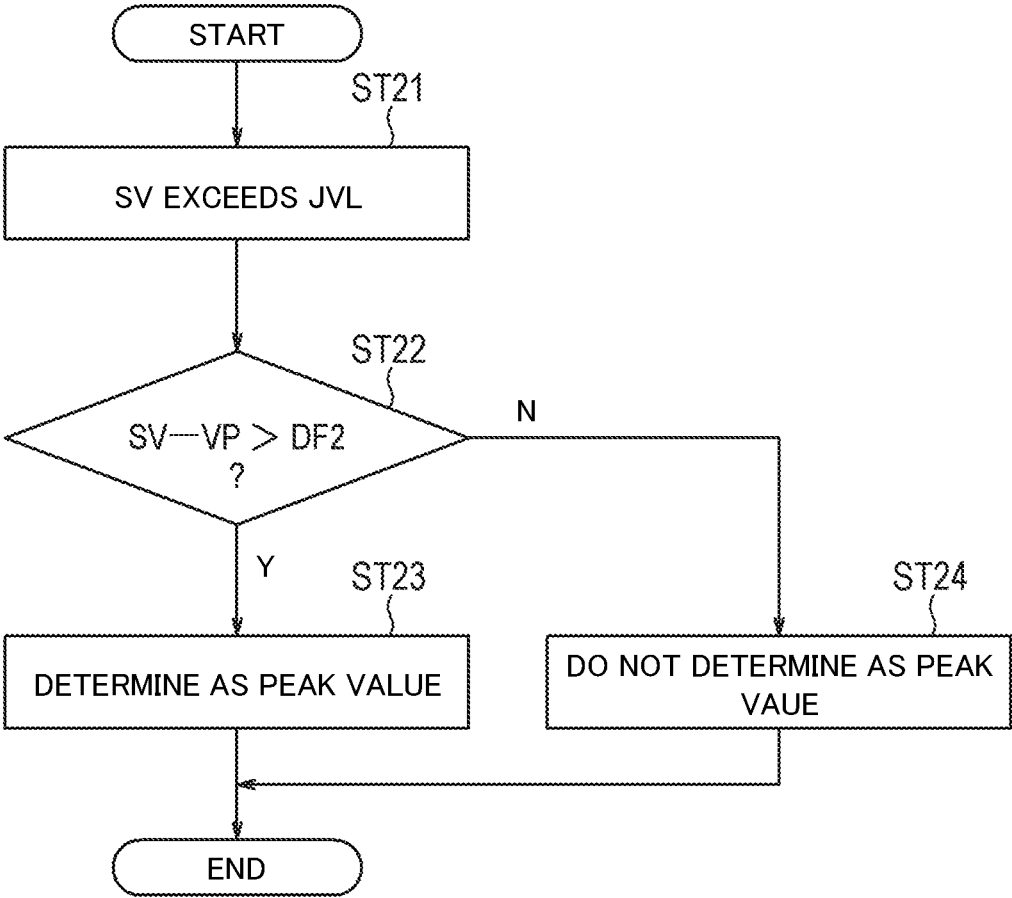 START
ST21
SV EXCEEDS JVL
ST22
SV—VP > DF2
?
N
Y
ST23
DETERMINE AS PEAK VALUE
ST24
DO NOT DETERMINE AS PEAK
VAUE
END